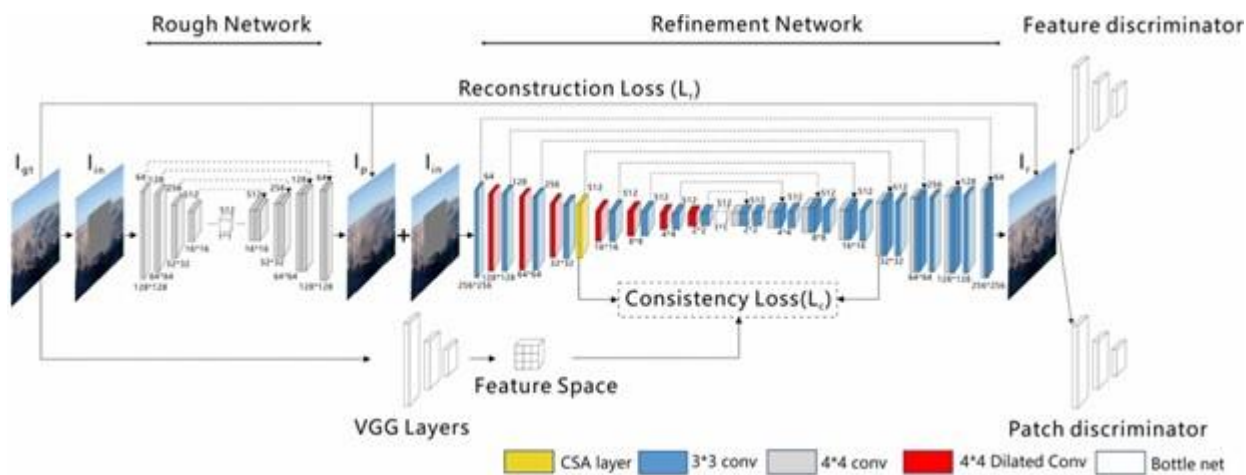 Rough Network
Refinement Network
Feature discriminator
Reconstruction Loss (Lr)
Igt
Iin
Ip
Iin
Ir
64
128
256
512
512
1*1
512
256
128
64
16*16
16*16
32*32
32*32
64*64
64*64
128*128
128*128
+
64
128
256
512
512
512
512
512
512
512
512
512
512
512
256
128
64
256*256
128*128
64*64
32*32
16*16
8*8
4*4
2*2
1*1
2*2
4*4
8*8
16*16
32*32
64*64
128*128
256*256
Consistency Loss(Lc)
Feature Space
VGG Layers
Patch discriminator
CSA layer
3*3 conv
4*4 conv
4*4 Dilated Conv
Bottle net